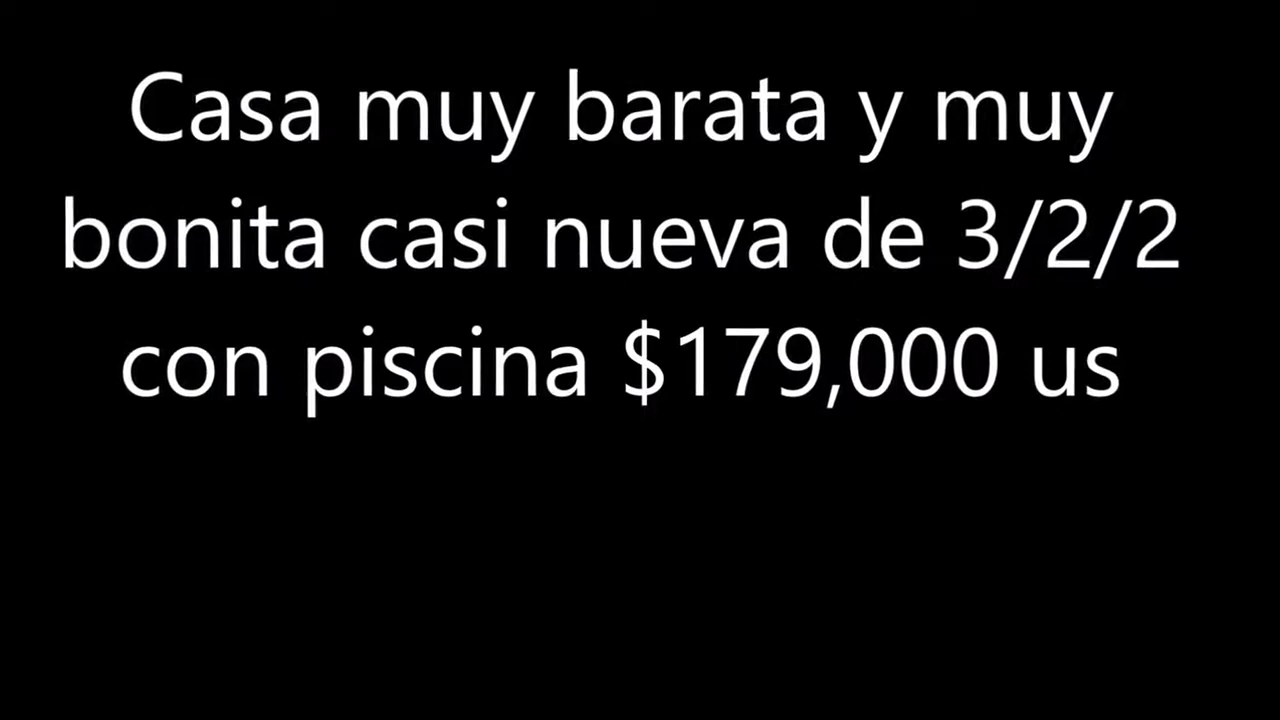 Casa muy barata y muy
bonita casi nueva de 3/2/2
con piscina $179,000 us